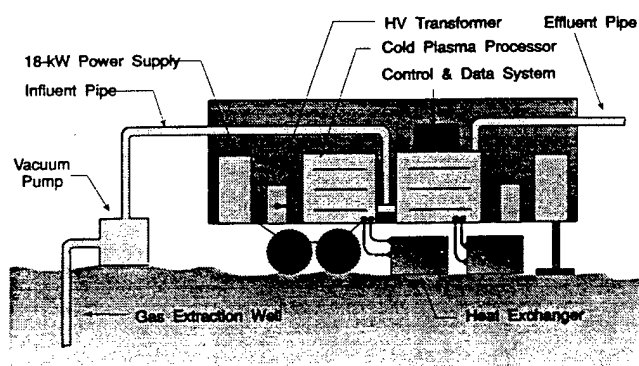 HV Transformer
Effluent Pipe
Cold Plasma Processor
18-kW Power Supply
Control & Data System
Influent Pipe
Vacuum
Pump
Gas Extraction Well
Heat Exchanger